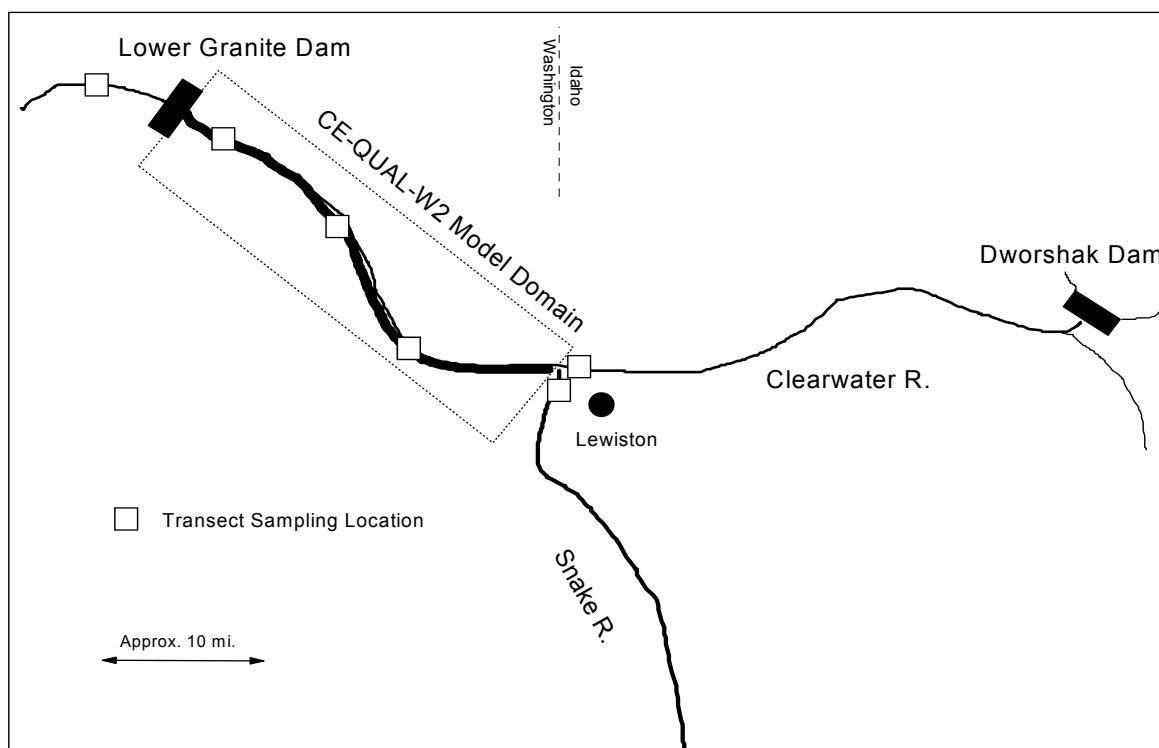 Lower Granite Dam
Idaho
Washington
CE-QUAL-W2 Model Domain
Dworshak Dam
Clearwater R.
Lewiston
Transect Sampling Location
Snake R.
Approx. 10 mi.